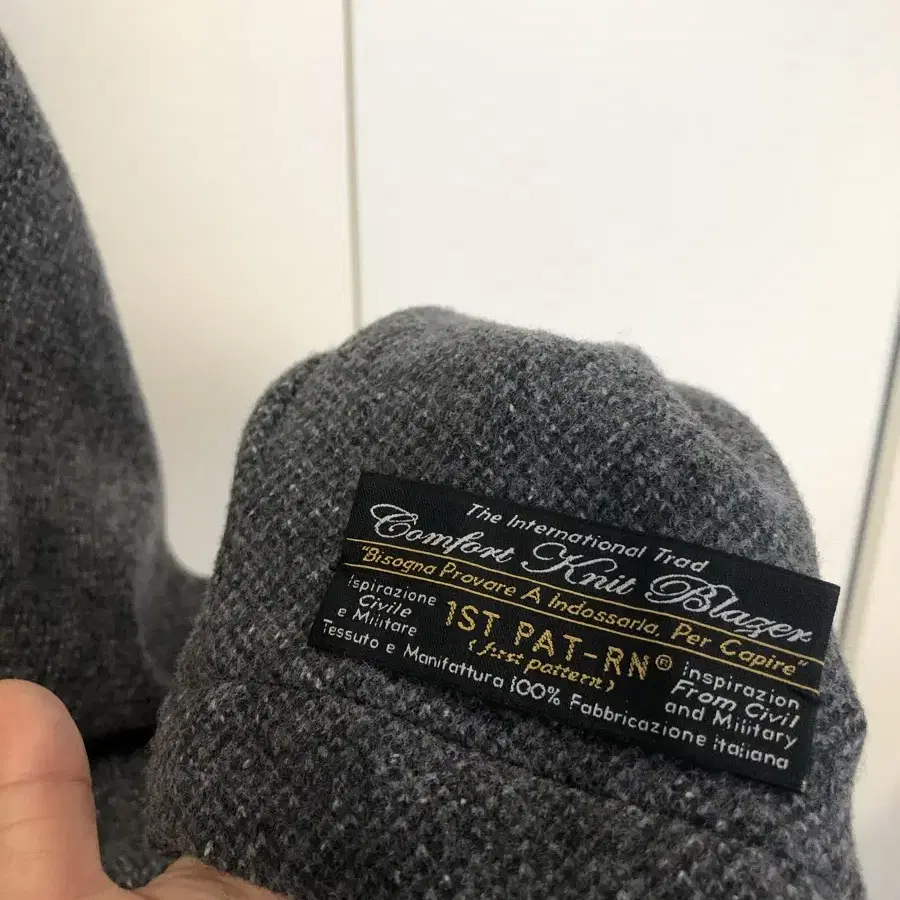 The International Trad
Comfort Knit Blazer
"Bisogna Provare A Indossarla, Per Capire"
Ispirazione
Civile
e Militare
1ST PAT-RN®
(first pattern)
Inspirazion
From Civil
and Military
Tessuto e Manifattura 100% Fabbricazione italiana